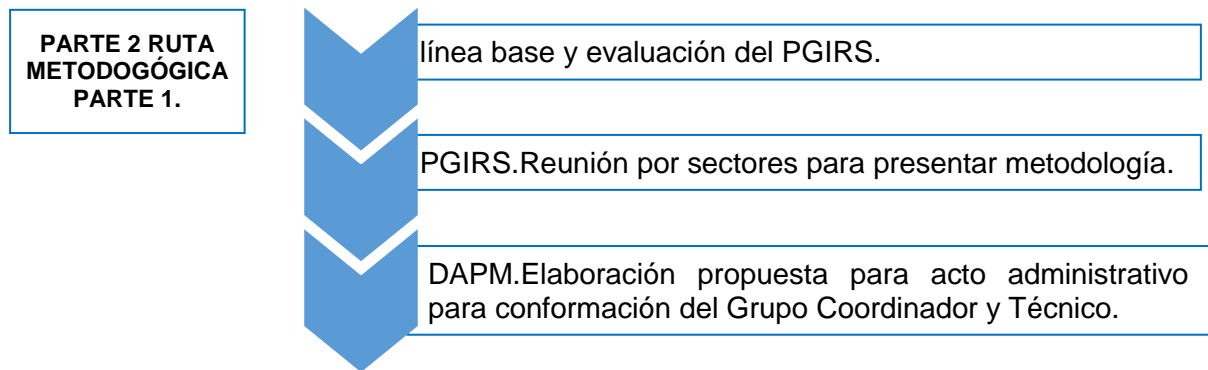 PARTE 2 RUTA
METODOGÓGICA
PARTE 1.
línea base y evaluación del PGIRS.
PGIRS.Reunión por sectores para presentar metodología.
DAPM.Elaboración propuesta para acto administrativo
para conformación del Grupo Coordinador y Técnico.